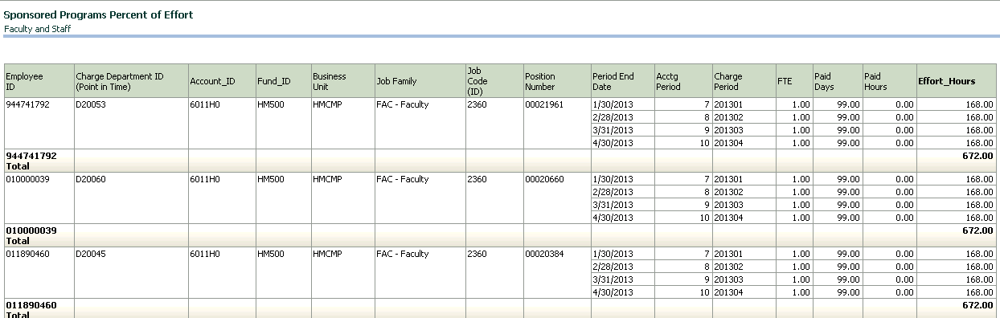 Sponsored Programs Percent of Effort
Faculty and Staff
Employee ID Charge Department ID (Point in Time) Account_ID Fund_ID Business Unit Job Family Job Code (ID) Position Number Period End Date Acctg Period Charge Period FTE Paid Days Paid Hours Effort_Hours
944741792 D20053 6011H0 HM500 HMCMP FAC - Faculty 2360 00021961 1/30/2013 7 201301 1.00 99.00 0.00 168.00
2/28/2013 8 201302 1.00 99.00 0.00 168.00
3/31/2013 9 201303 1.00 99.00 0.00 168.00
4/30/2013 10 201304 1.00 99.00 0.00 168.00
944741792 Total 672.00
010000039 D20060 6011H0 HM500 HMCMP FAC - Faculty 2360 00020660 1/30/2013 7 201301 1.00 99.00 0.00 168.00
2/28/2013 8 201302 1.00 99.00 0.00 168.00
3/31/2013 9 201303 1.00 99.00 0.00 168.00
4/30/2013 10 201304 1.00 99.00 0.00 168.00
010000039 Total 672.00
011890460 D20045 6011H0 HM500 HMCMP FAC - Faculty 2360 00020384 1/30/2013 7 201301 1.00 99.00 0.00 168.00
2/28/2013 8 201302 1.00 99.00 0.00 168.00
3/31/2013 9 201303 1.00 99.00 0.00 168.00
4/30/2013 10 201304 1.00 99.00 0.00 168.00
011890460 Total 672.00